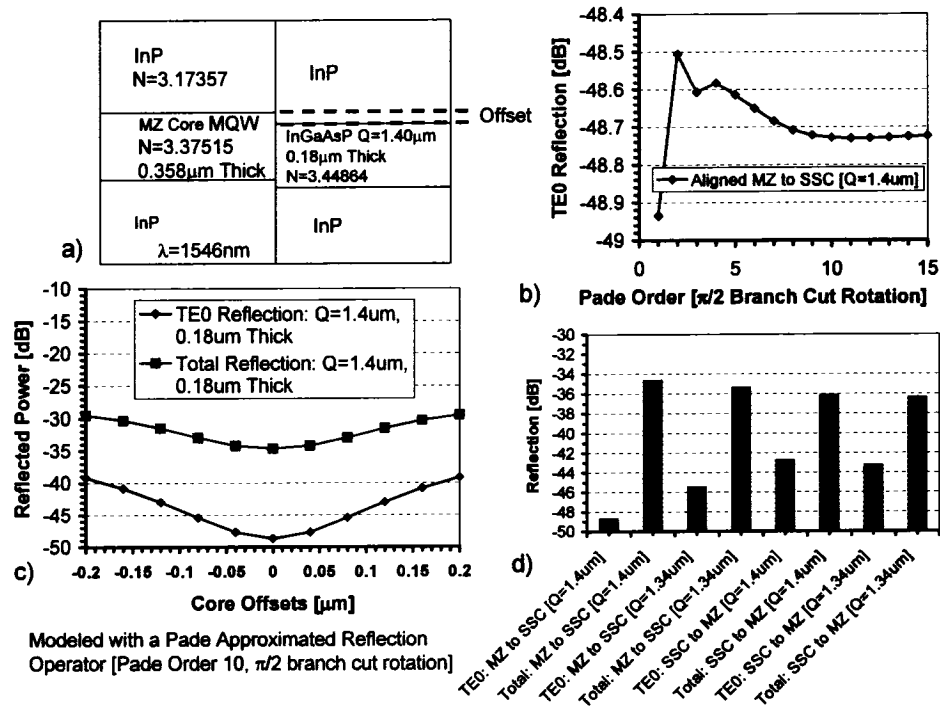 InP
N=3.17357
InP
Offset
MZ Core MQW
N=3.37515
0.358μm Thick
InGaAsP Q=1.40μm
0.18μm Thick
N=3.44864
InP
λ=1546nm
InP
a)
-48.4
-48.5
-48.6
-48.7
-48.8
-48.9
-49
TE0 Reflection [dB]
Aligned MZ to SSC [Q=1.4um]
0
5
10
15
b)
Pade Order [π/2 Branch Cut Rotation]
-10
-15
-20
-25
-30
-35
-40
-45
-50
Reflected Power [dB]
TE0 Reflection: Q=1.4um,
0.18um Thick
Total Reflection: Q=1.4um,
0.18um Thick
c)
-0.2
-0.15
-0.1
-0.05
0
0.05
0.1
0.15
0.2
Core Offsets [μm]
Modeled with a Pade Approximated Reflection
Operator [Pade Order 10, π/2 branch cut rotation]
-30
-32
-34
-36
-38
-40
-42
-44
-46
-48
-50
Reflection [dB]
d)
TE0: MZ to SSC [Q=1.4um]
Total: MZ to SSC [Q=1.4um]
TE0: MZ to SSC [Q=1.34um]
Total: MZ to SSC [Q=1.34um]
TE0: SSC to MZ [Q=1.4um]
Total: SSC to MZ [Q=1.4um]
TE0: SSC to MZ [Q=1.34um]
Total: SSC to MZ [Q=1.34um]